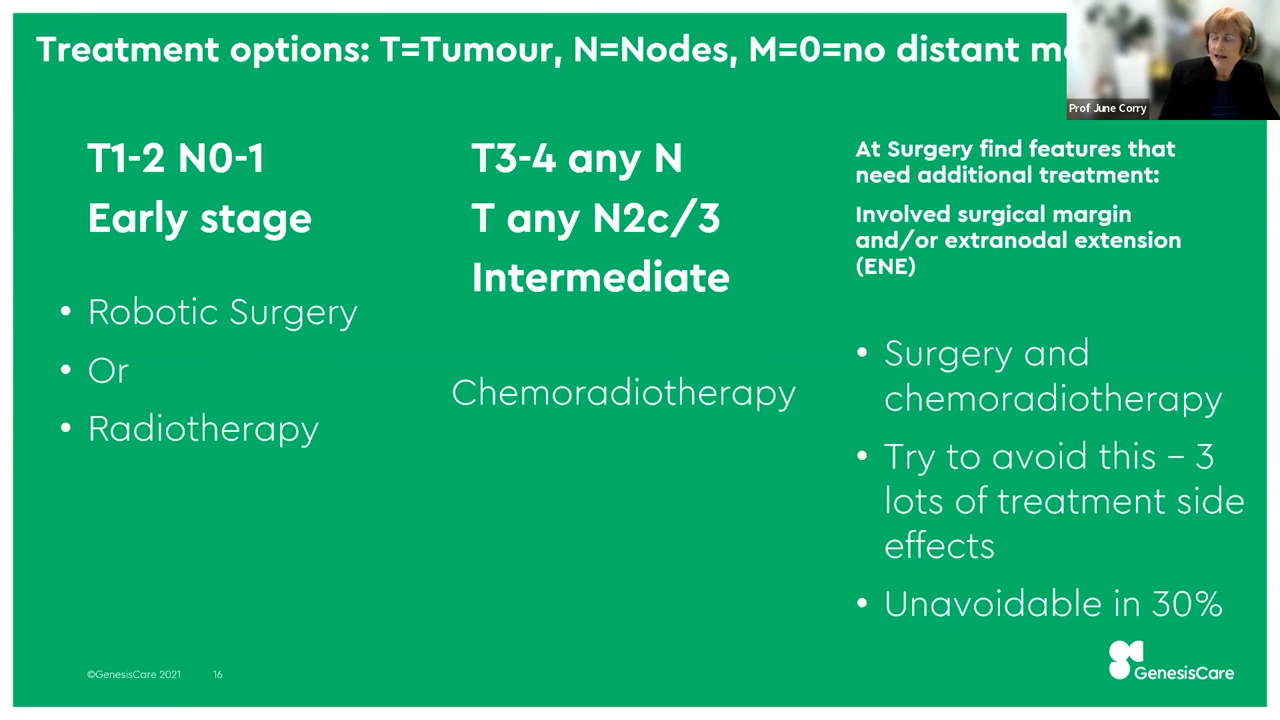 Treatment options: T=Tumour, N=Nodes, M=0=no distant
Prof June Corry
T1-2 N0-1
Early stage
• Robotic Surgery
• Or
• Radiotherapy
T3-4 any N
T any N2c/3
Intermediate
Chemoradiotherapy
At Surgery find features that
need additional treatment:
Involved surgical margin
and/or extranodal extension
(ENE)
• Surgery and
chemoradiotherapy
• Try to avoid this – 3
lots of treatment side
effects
• Unavoidable in 30%
©GenesisCare 2021
16
GenesisCare